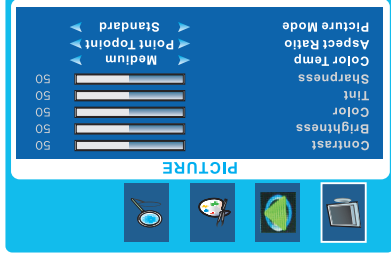 PICTURE
Contrast 50
Brightness 50
Color 50
Tint 50
Sharpness 50
Color Temp Medium
Aspect Ratio Point Topoint
Picture Mode Standard